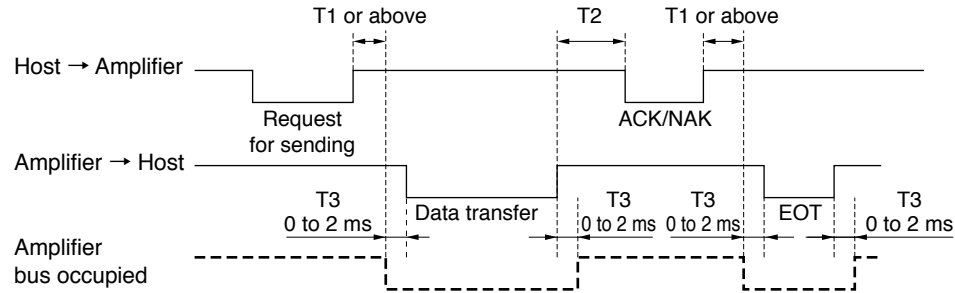 T1 or above
T2
T1 or above
Host → Amplifier
Request
for sending
ACK/NAK
Amplifier → Host
Data transfer
EOT
T3
0 to 2 ms
T3
0 to 2 ms
T3
0 to 2 ms
T3
0 to 2 ms
Amplifier
bus occupied